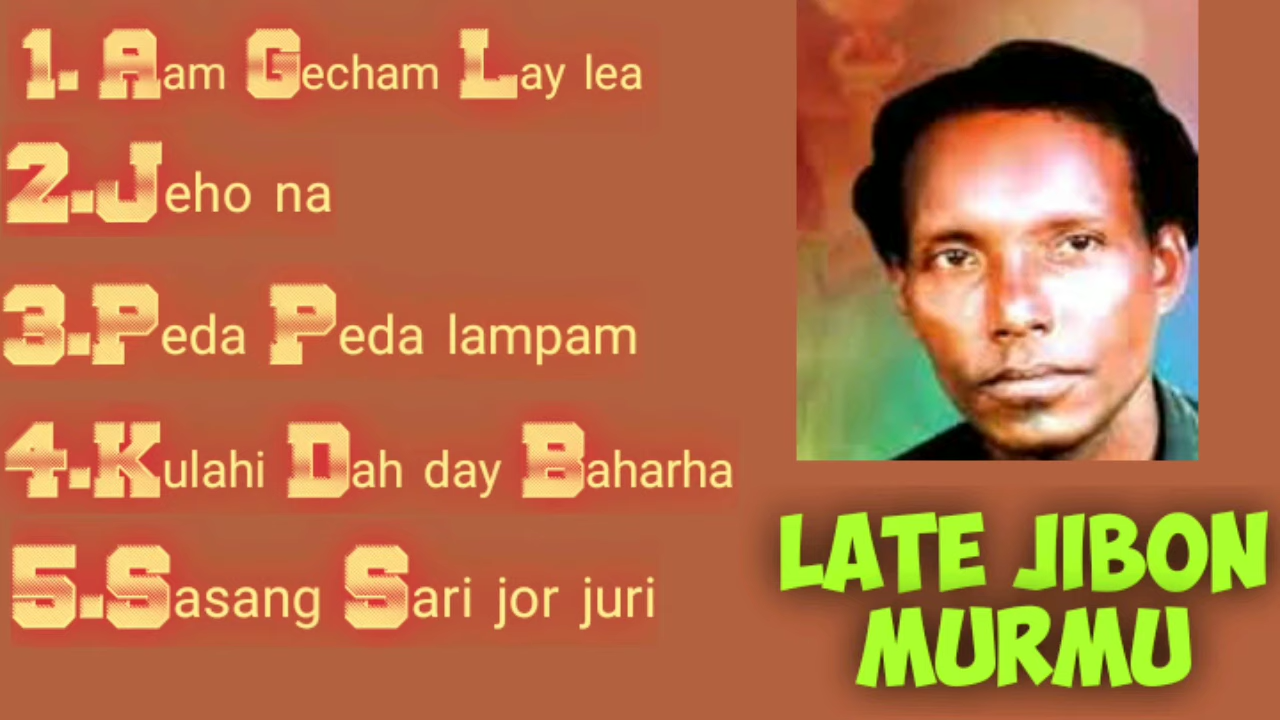 1. Aam Gecham Lay lea
2.Jeho na
3.Peda Peda lampam
4.Kulahi Dah day Baharha
5.Sasang Sari jor juri
LATE JIBON
MURMU